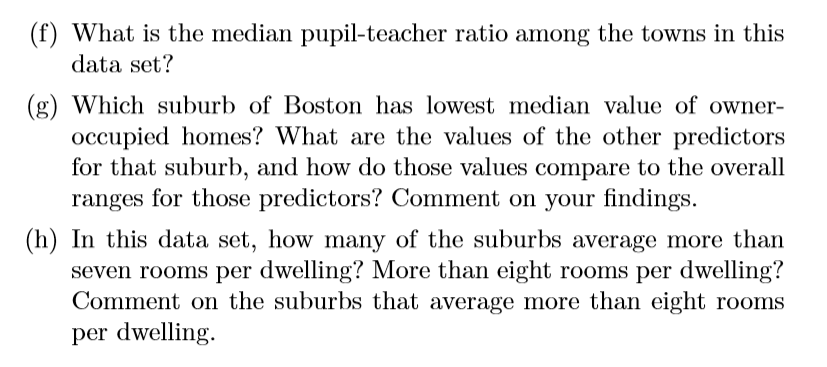 (f) What is the median pupil-teacher ratio among the towns in this
data set?
(g) Which suburb of Boston has lowest median value of owner-
occupied homes? What are the values of the other predictors
for that suburb, and how do those values compare to the overall
ranges for those predictors? Comment on your findings.
(h) In this data set, how many of the suburbs average more than
seven rooms per dwelling? More than eight rooms per dwelling?
Comment on the suburbs that average more than eight rooms
per dwelling.